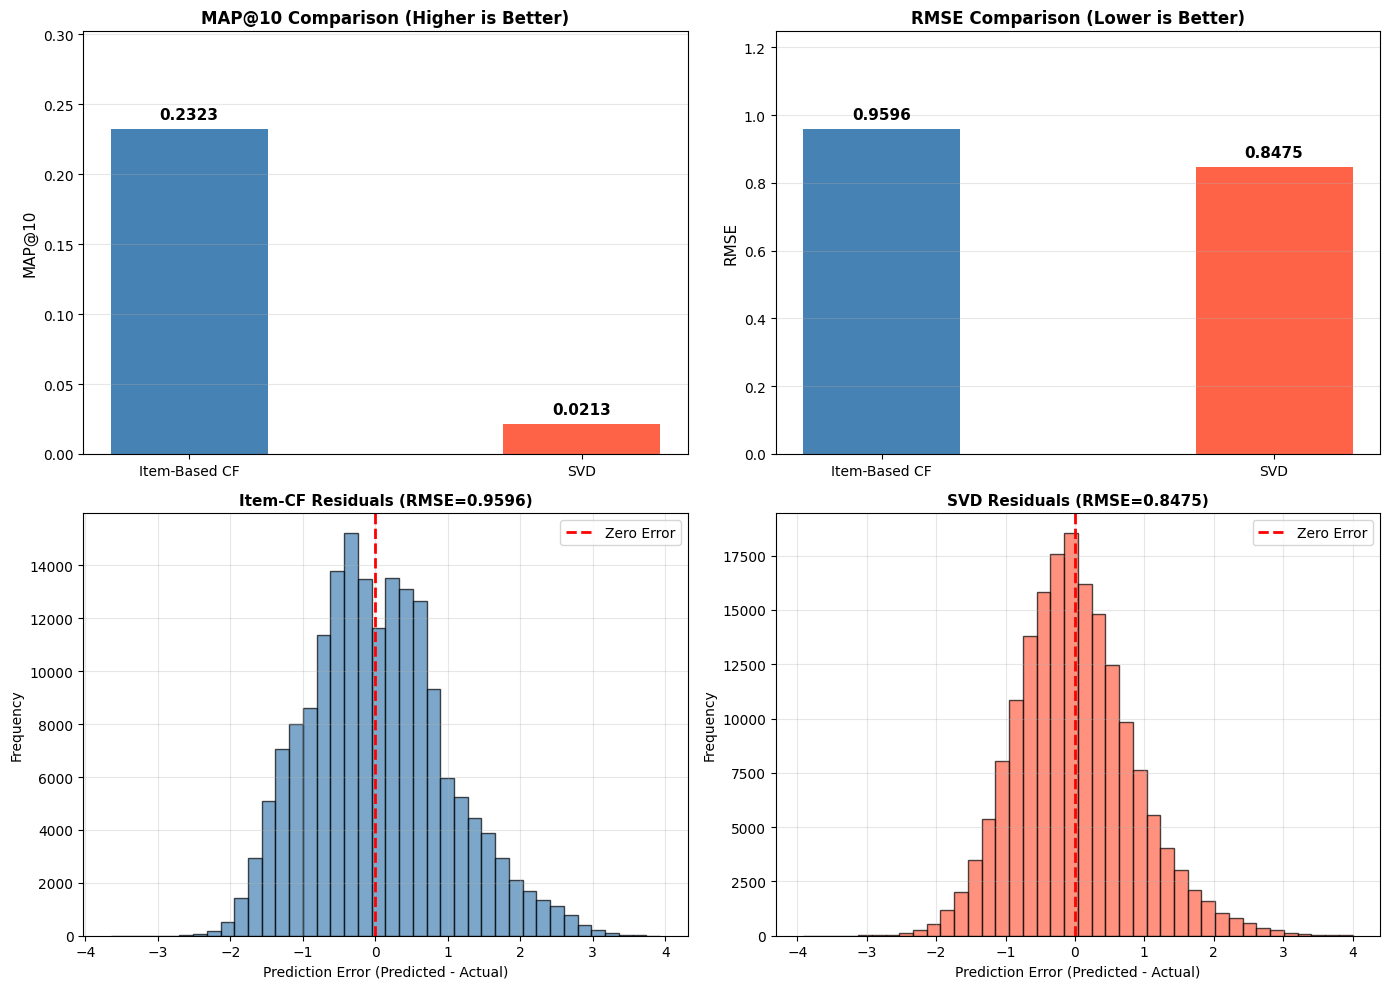 MAP@10 Comparison (Higher is Better)
MAP@10
0.30
0.25
0.20
0.15
0.10
0.05
0.00
0.2323
0.0213
Item-Based CF
SVD
RMSE Comparison (Lower is Better)
RMSE
1.2
1.0
0.8
0.6
0.4
0.2
0.0
0.9596
0.8475
Item-Based CF
SVD
Item-CF Residuals (RMSE=0.9596)
Zero Error
Frequency
14000
12000
10000
8000
6000
4000
2000
0
−4 −3 −2 −1 0 1 2 3 4
Prediction Error (Predicted - Actual)
SVD Residuals (RMSE=0.8475)
Zero Error
Frequency
17500
15000
12500
10000
7500
5000
2500
0
−4 −3 −2 −1 0 1 2 3 4
Prediction Error (Predicted - Actual)